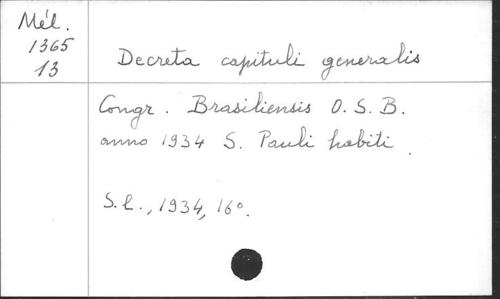 Mél.
1365
13
Decreta capituli generalis
Congr. Brasiliensis O.S.B.
anno 1934 S. Pauli habiti.
S.l., 1934, 16°.